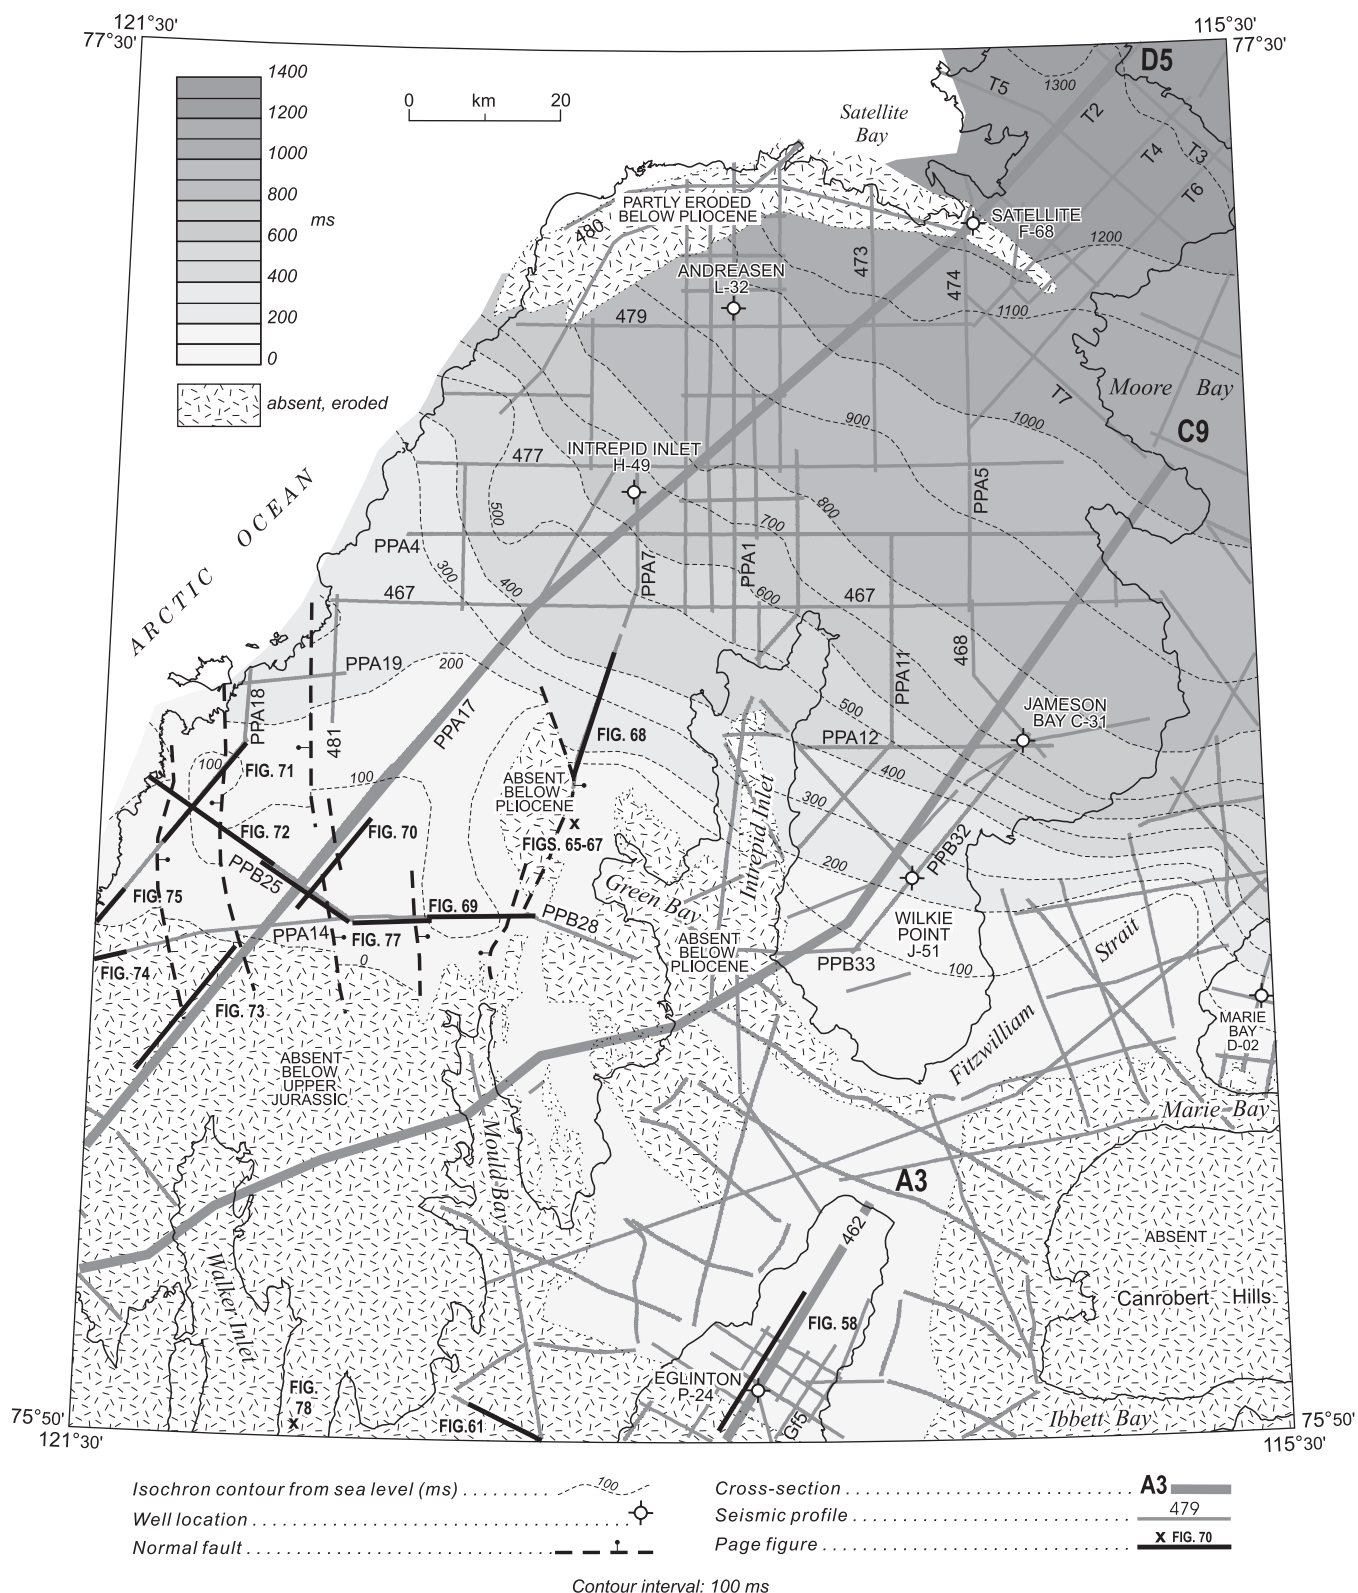 121°30'
77°30'
115°30'
77°30'
D5
1400
1200
1000
800
600
400
200
0
ms
absent, eroded
0 km 20
Satellite
Bay
T5
1300
T2
T4
T3
T6
PARTLY ERODED
BELOW PLIOCENE
480
SATELLITE
F-68
1200
473
474
ANDREASEN
L-32
1100
479
Moore Bay
T7
C9
900
1000
INTREPID INLET
H-49
477
ARCTIC OCEAN
500
800
700
PPA5
PPA4
300
400
PPA7
PPA1
600
467
467
PPA19
200
468
PPA11
PPA18
481
PPA17
FIG. 68
500
JAMESON
BAY C-31
PPA12
100
FIG. 71
100
ABSENT
BELOW
PLIOCENE
400
300
Intrepid Inlet
FIG. 72
FIG. 70
FIGS. 65-67
200
PPB32
PPB25
FIG. 75
Green Bay
FIG. 69
PPB28
WILKIE
POINT
J-51
PPA14
FIG. 77
0
ABSENT
BELOW
PLIOCENE
PPB33
100
Strait
FIG. 74
FIG. 73
Fitzwilliam
MARIE
BAY
D-02
ABSENT
BELOW
UPPER
JURASSIC
Marie Bay
Mould Bay
A3
462
ABSENT
Walker Inlet
Canrobert Hills
FIG. 58
EGLINTON
P-24
FIG.
78
x
FIG.61
Gf5
Ibbett Bay
75°50'
121°30'
75°50'
115°30'
Isochron contour from sea level (ms) 100
Well location
Normal fault
Cross-section A3
Seismic profile 479
Page figure x FIG. 70
Contour interval: 100 ms